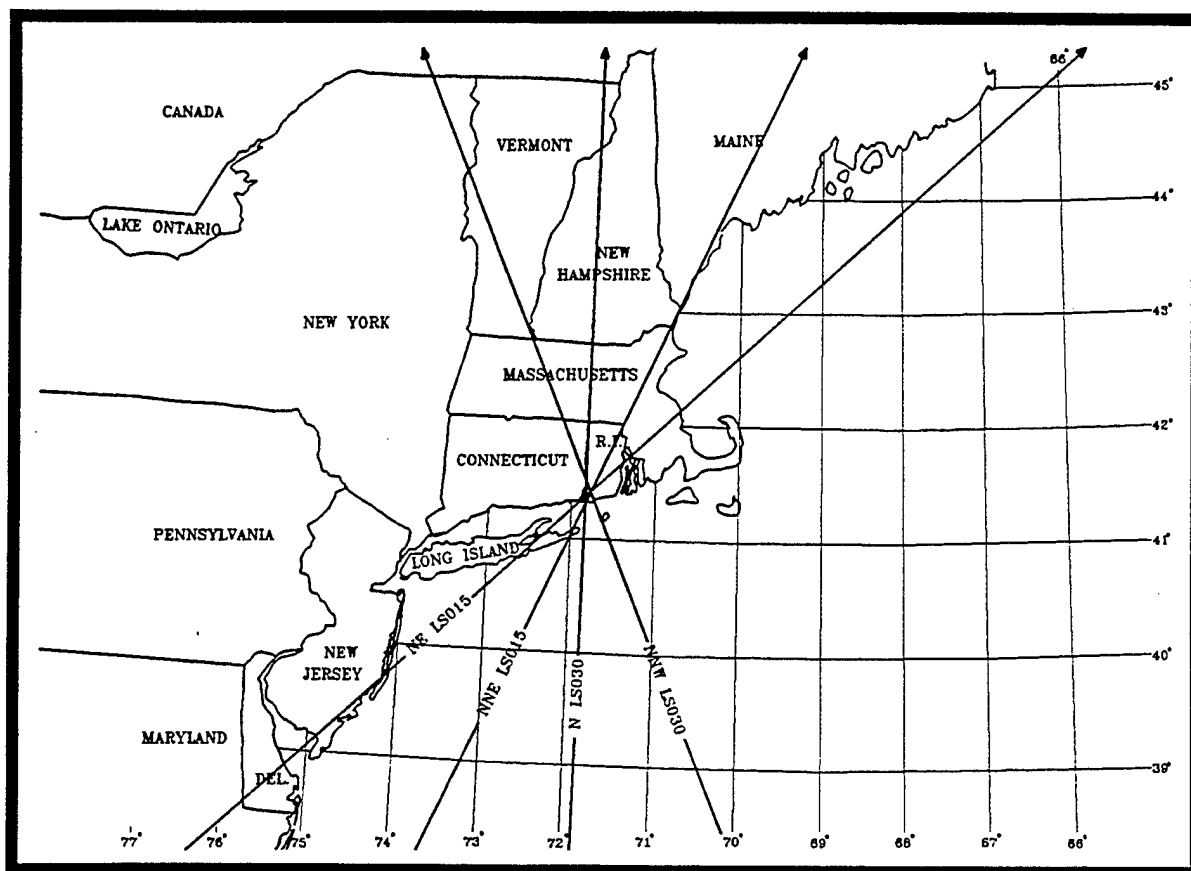 66°
45°
CANADA
VERMONT
MAINE
44°
LAKE ONTARIO
NEW
HAMPSHIRE
43°
NEW YORK
MASSACHUSETTS
42°
R.I.
CONNECTICUT
PENNSYLVANIA
LONG ISLAND
41°
NE LS015
NNE LS015
N LS030
NNW LS030
NEW
JERSEY
40°
MARYLAND
DEL.
39°
77° 76° 75° 74° 73° 72° 71° 70° 69° 68° 67° 66°